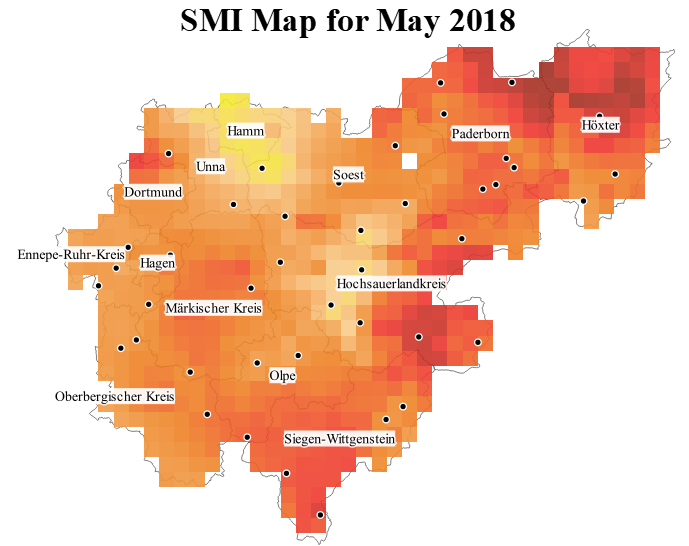 SMI Map for May 2018
Hamm
Höxter
Paderborn
Unna
Soest
Dortmund
Ennepe-Ruhr-Kreis
Hagen
Hochsauerlandkreis
Märkischer Kreis
Olpe
Oberbergischer Kreis
Siegen-Wittgenstein